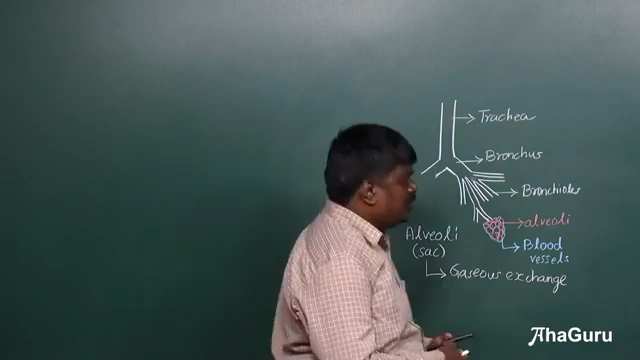 Trachea
Bronchus
Bronchioles
alveoli
Blood
vessels
Alveoli
(sac)
Gaseous exchange
AhaGuru